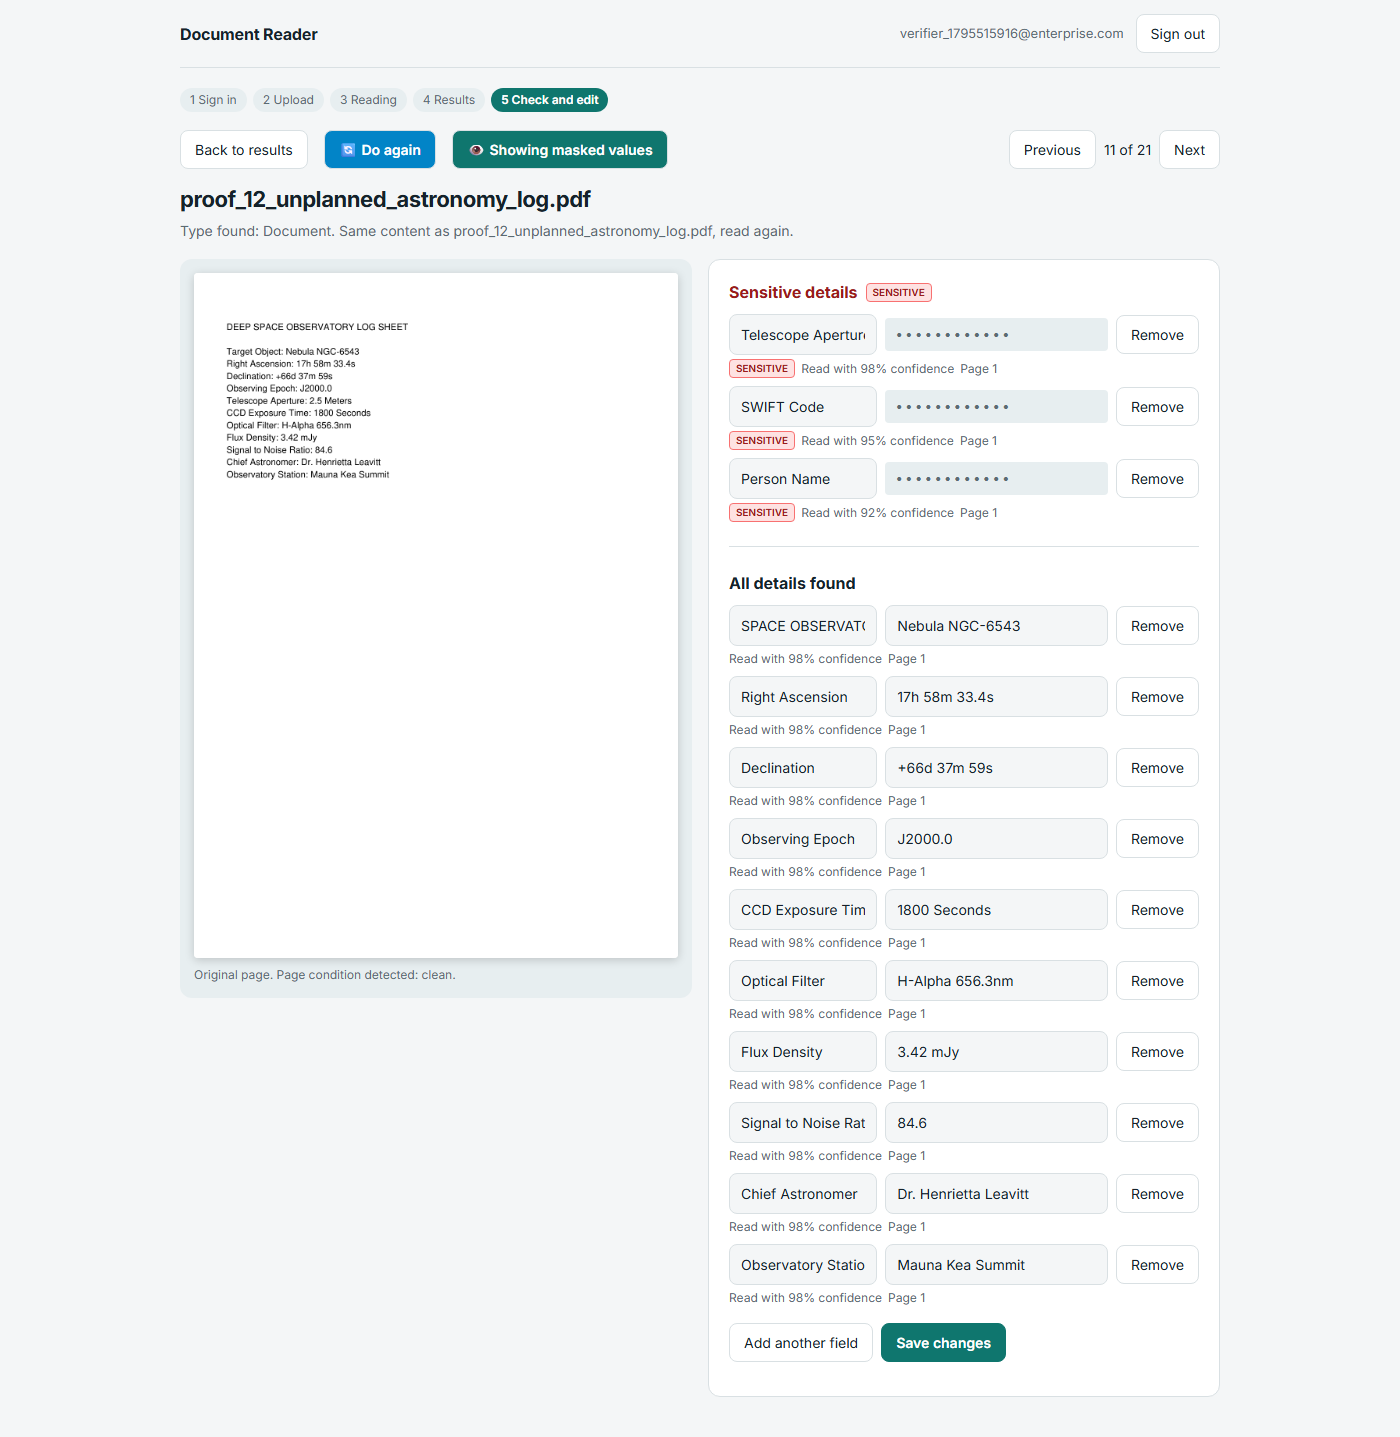 Document Reader
verifier_1795515916@enterprise.com
Sign out
1 Sign in
2 Upload
3 Reading
4 Results
5 Check and edit
Back to results
Do again
Showing masked values
Previous
11 of 21
Next
proof_12_unplanned_astronomy_log.pdf
Type found: Document. Same content as proof_12_unplanned_astronomy_log.pdf, read again.
DEEP SPACE OBSERVATORY LOG SHEET
Target Object: Nebula NGC-6543
Right Ascension: 17h 58m 33.4s
Declination: +66d 37m 59s
Observing Epoch: J2000.0
Telescope Aperture: 2.5 Meters
CCD Exposure Time: 1800 Seconds
Optical Filter: H-Alpha 656.3nm
Flux Density: 3.42 mJy
Signal to Noise Ratio: 84.6
Chief Astronomer: Dr. Henrietta Leavitt
Observatory Station: Mauna Kea Summit
Original page. Page condition detected: clean.
Sensitive details SENSITIVE
Telescope Aperture •••••••••••• Remove
SENSITIVE Read with 98% confidence Page 1
SWIFT Code •••••••••••• Remove
SENSITIVE Read with 95% confidence Page 1
Person Name •••••••••••• Remove
SENSITIVE Read with 92% confidence Page 1
All details found
SPACE OBSERVATO Nebula NGC-6543 Remove
Read with 98% confidence Page 1
Right Ascension 17h 58m 33.4s Remove
Read with 98% confidence Page 1
Declination +66d 37m 59s Remove
Read with 98% confidence Page 1
Observing Epoch J2000.0 Remove
Read with 98% confidence Page 1
CCD Exposure Tim 1800 Seconds Remove
Read with 98% confidence Page 1
Optical Filter H-Alpha 656.3nm Remove
Read with 98% confidence Page 1
Flux Density 3.42 mJy Remove
Read with 98% confidence Page 1
Signal to Noise Rat 84.6 Remove
Read with 98% confidence Page 1
Chief Astronomer Dr. Henrietta Leavitt Remove
Read with 98% confidence Page 1
Observatory Statio Mauna Kea Summit Remove
Read with 98% confidence Page 1
Add another field
Save changes